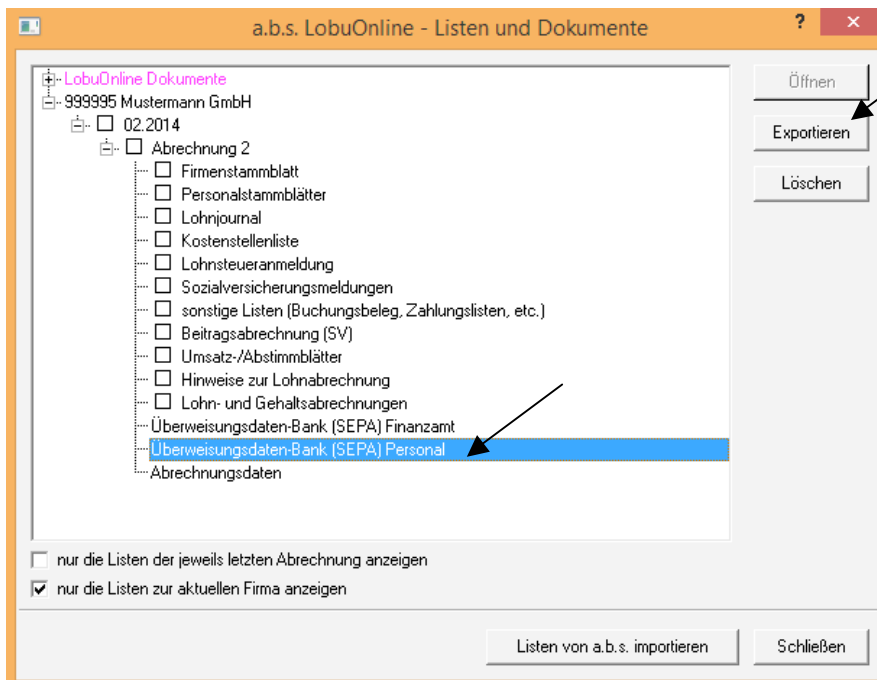 a.b.s. LobuOnline - Listen und Dokumente
?
LobuOnline Dokumente
999995 Mustermann GmbH
02.2014
Abrechnung 2
Firmenstammblatt
Personalstammblätter
Lohnjournal
Kostenstellenliste
Lohnsteueranmeldung
Sozialversicherungsmeldungen
sonstige Listen (Buchungsbeleg, Zahlungslisten, etc.)
Beitragsabrechnung (SV)
Umsatz-/Abstimmblätter
Hinweise zur Lohnabrechnung
Lohn- und Gehaltsabrechnungen
Überweisungsdaten-Bank (SEPA) Finanzamt
Überweisungsdaten-Bank (SEPA) Personal
Abrechnungsdaten
Öffnen
Exportieren
Löschen
nur die Listen der jeweils letzten Abrechnung anzeigen
nur die Listen zur aktuellen Firma anzeigen
Listen von a.b.s. importieren
Schließen